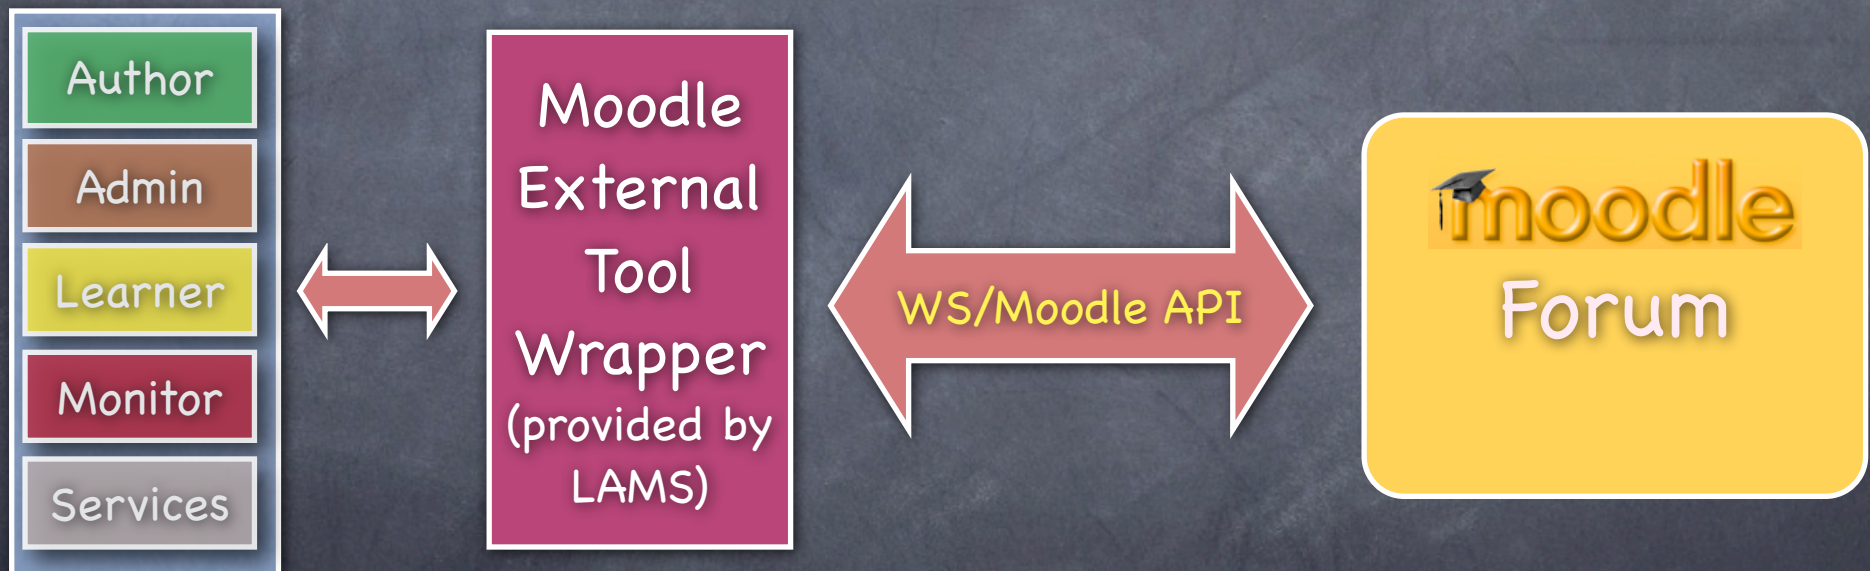 Author
Admin
Learner
Monitor
Services
Moodle
External
Tool
Wrapper
(provided by
LAMS)
WS/Moodle API
moodle
Forum